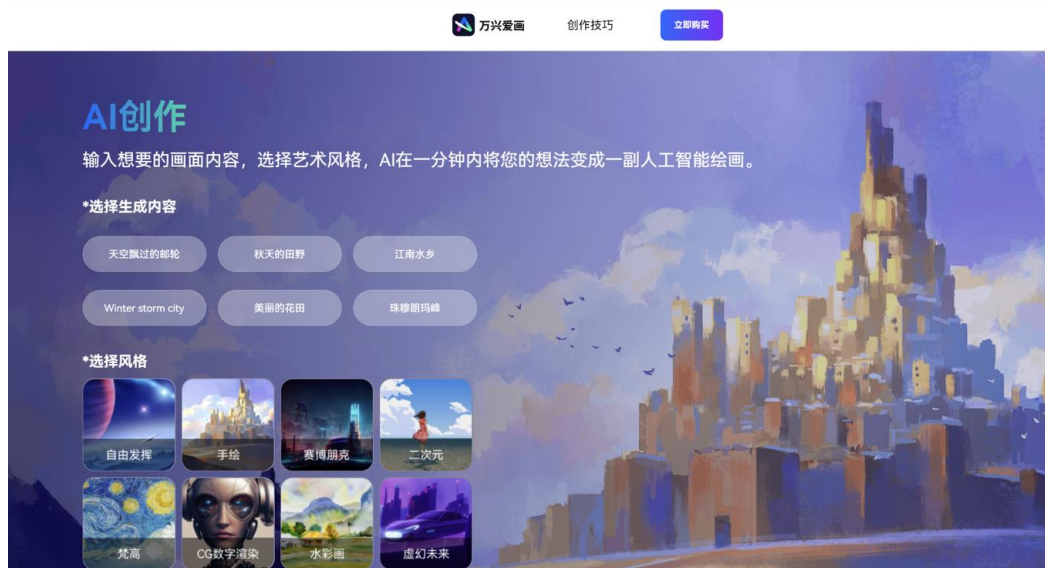 万兴爱画 创作技巧 立即购买
AI创作
输入想要的画面内容，选择艺术风格，AI在一分钟内将您的想法变成一副人工智能绘画。
*选择生成内容
天空飘过的邮轮 秋天的田野 江南水乡
Winter storm city 美丽的花田 珠穆朗玛峰
*选择风格
自由发挥 手绘 赛博朋克 二次元
梵高 CG数字渲染 水彩画 虚幻未来